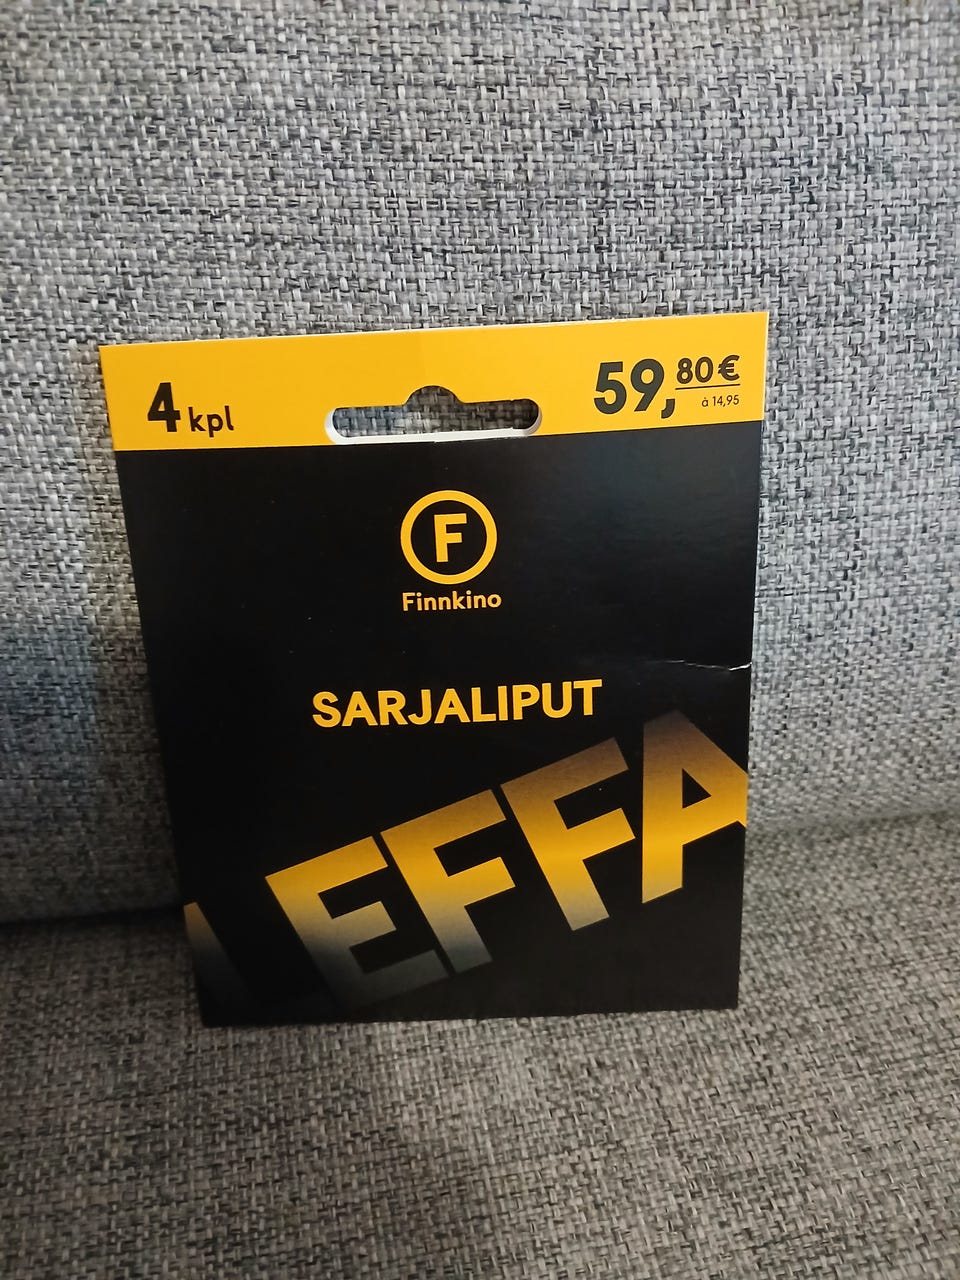 4 kpl
59,80€
à 14,95
F
Finnkino
SARJALIPUT
LEFFA